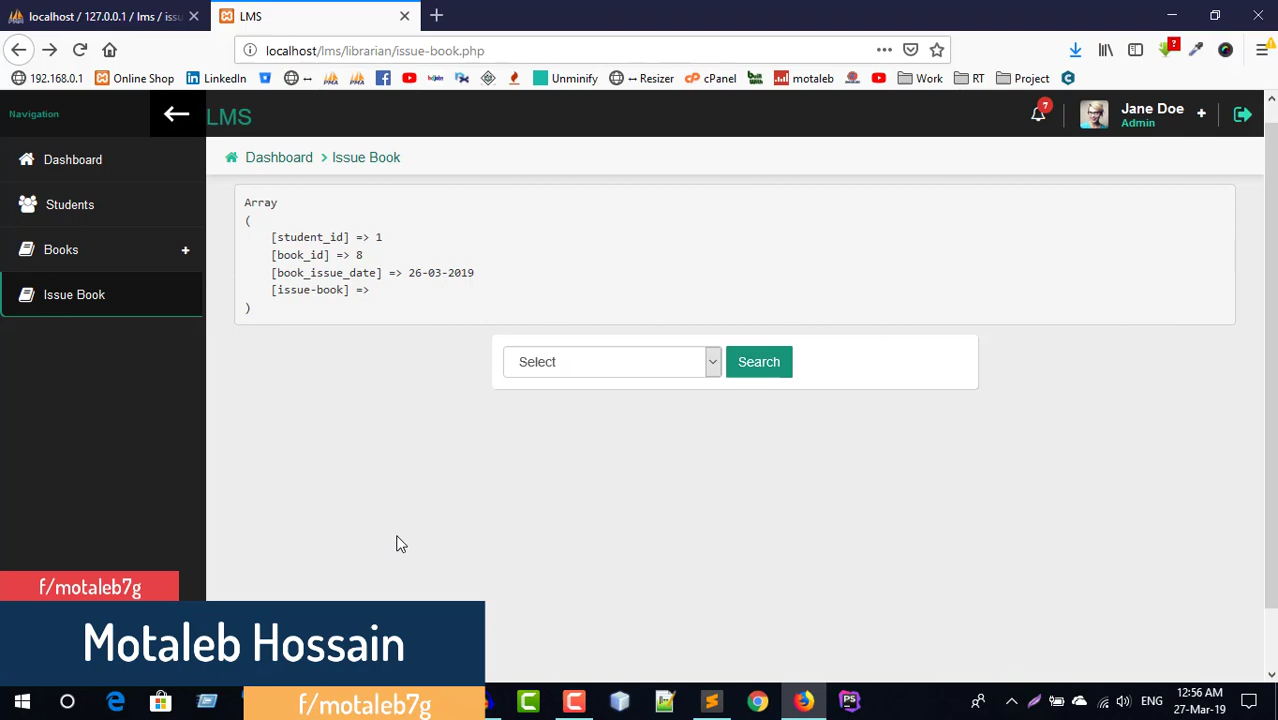 localhost / 127.0.0.1 / lms / issu
LMS
localhost/lms/librarian/issue-book.php
192.168.0.1
Online Shop
LinkedIn
Unminify
Resizer
cPanel
motaleb
Work
RT
Project
Navigation
LMS
7
Jane Doe
Admin
Dashboard
Students
Books
Issue Book
Dashboard > Issue Book
Array
(
[student_id] => 1
[book_id] => 8
[book_issue_date] => 26-03-2019
[issue-book] =>
)
Select
Search
f/motaleb7g
Motaleb Hossain
f/motaleb7g
ENG
12:56 AM
27-Mar-19